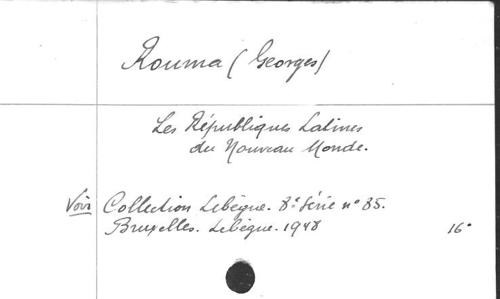 Rouma (Georges)
Les Républiques Latines
du Nouveau Monde.
Voir Collection Lebègue. 8e Série n° 85.
Bruxelles. Lebègue. 1948 16°